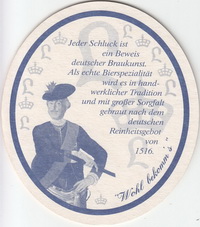 Jeder Schluck ist
ein Beweis
deutscher Braukunst.
Als echte Bierspezialität
wird es in hand-
werklicher Tradition
und mit großer Sorgfalt
gebraut nach dem
deutschen
Reinheitsgebot
von
1516.
"Wohl bekomm's"